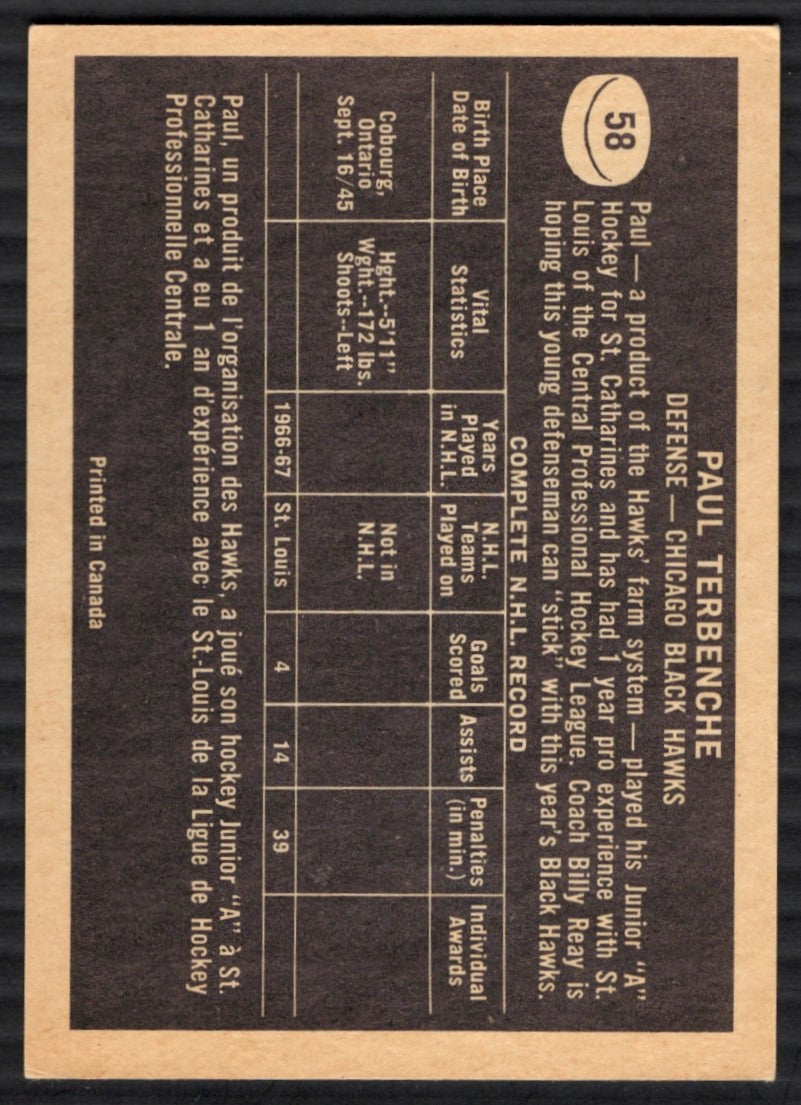 58
PAUL TERBENCHE
DEFENSE — CHICAGO BLACK HAWKS
Paul — a product of the Hawks' farm system — played his Junior "A"
Hockey for St. Catharines and has had 1 year pro experience with St.
Louis of the Central Professional Hockey League. Coach Billy Reay is
hoping this young defenseman can "stick" with this year's Black Hawks.
COMPLETE N.H.L. RECORD
Birth Place
Date of Birth
Vital
Statistics
Years
Played
in N.H.L.
N.H.L.
Teams
Played on
Goals
Scored
Assists
Penalties
(in min.)
Individual
Awards
Cobourg,
Ontario
Sept. 16/45
Hght.--5'11"
Wght.--172 lbs.
Shoots--Left
Not in
N.H.L.
1966-67 St. Louis 4 14 39
Paul, un produit de l'organisation des Hawks, a joué son hockey Junior "A" à St.
Catharines et a eu 1 an d'expérience avec le St.-Louis de la Ligue de Hockey
Professionnelle Centrale.
Printed in Canada